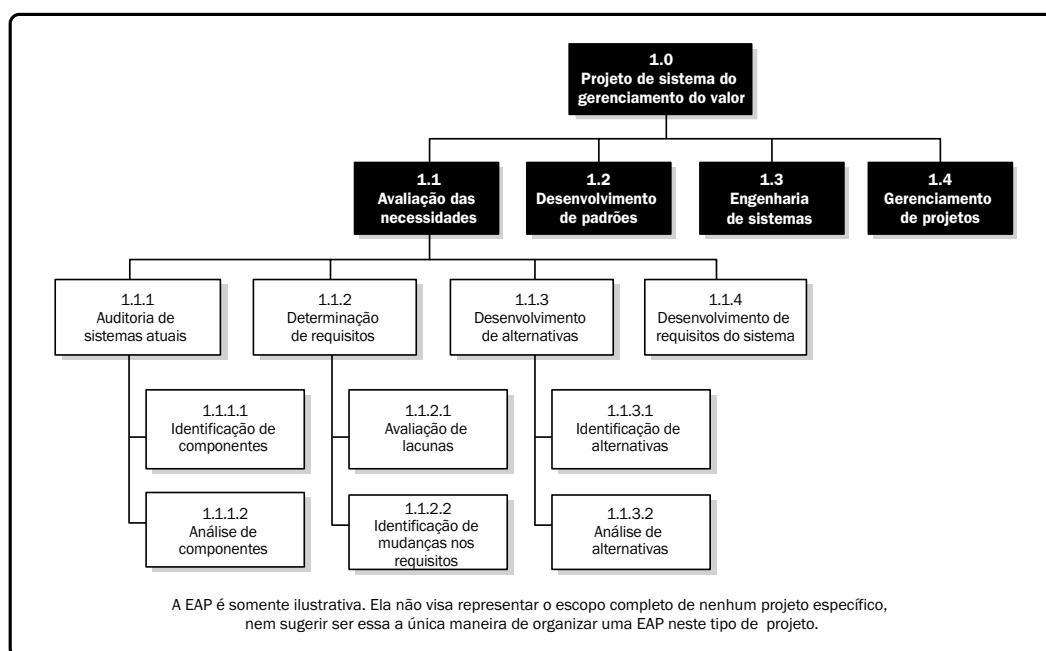 1.0
Projeto de sistema do
gerenciamento do valor
1.1
Avaliação das
necessidades
1.2
Desenvolvimento
de padrões
1.3
Engenharia
de sistemas
1.4
Gerenciamento
de projetos
1.1.1
Auditoria de
sistemas atuais
1.1.2
Determinação
de requisitos
1.1.3
Desenvolvimento
de alternativas
1.1.4
Desenvolvimento de
requisitos do sistema
1.1.1.1
Identificação de
componentes
1.1.2.1
Avaliação de
lacunas
1.1.3.1
Identificação de
alternativas
1.1.1.2
Análise de
componentes
1.1.2.2
Identificação de
mudanças nos
requisitos
1.1.3.2
Análise de
alternativas
A EAP é somente ilustrativa. Ela não visa representar o escopo completo de nenhum projeto específico,
nem sugerir ser essa a única maneira de organizar uma EAP neste tipo de projeto.